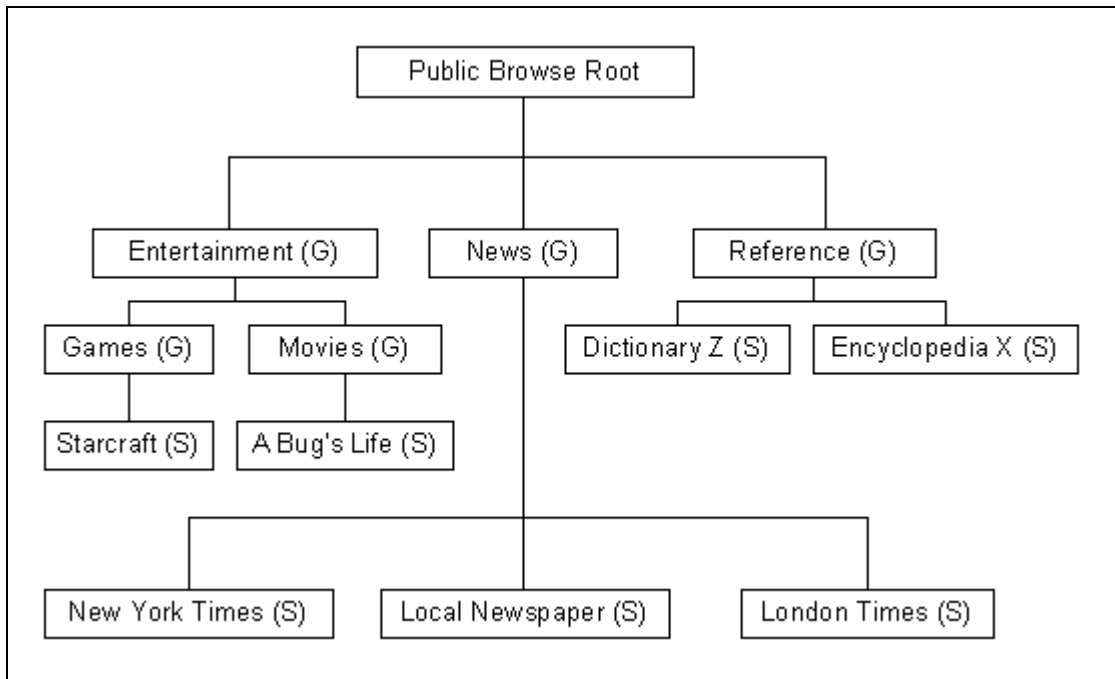 Public Browse Root
Entertainment (G)
News (G)
Reference (G)
Games (G)
Movies (G)
Dictionary Z (S)
Encyclopedia X (S)
Starcraft (S)
A Bug's Life (S)
New York Times (S)
Local Newspaper (S)
London Times (S)